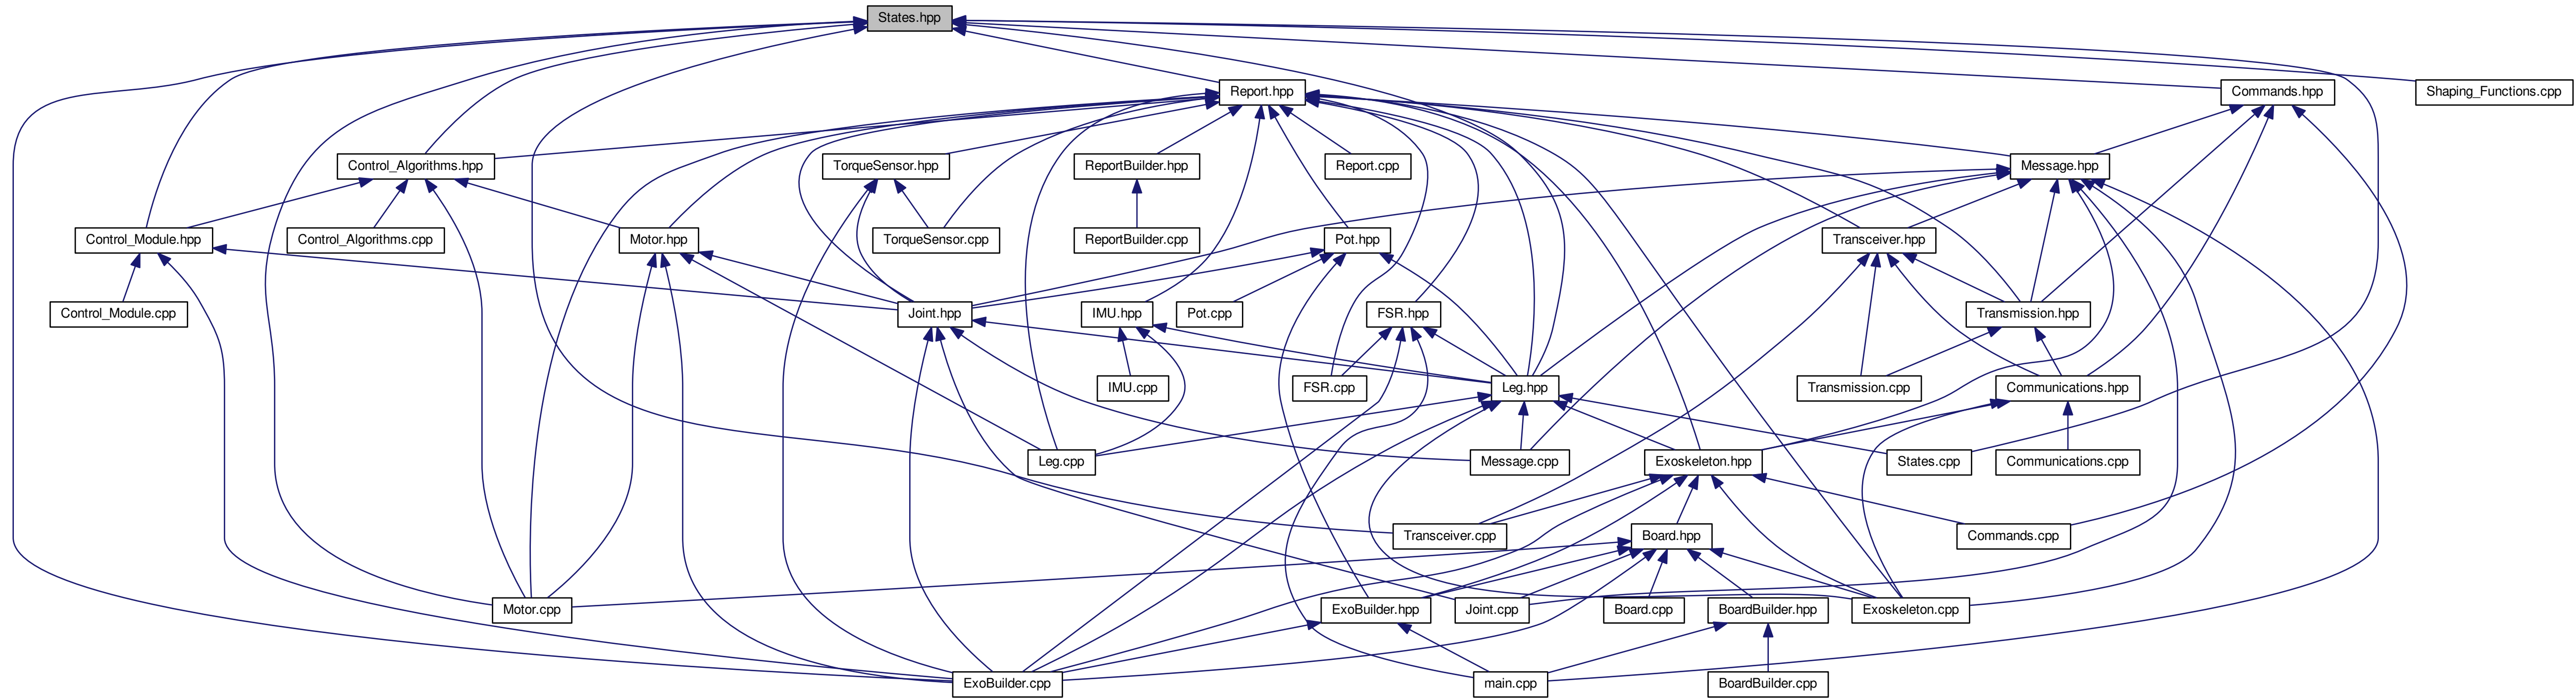 States.hpp
Report.hpp
Commands.hpp
Shaping_Functions.cpp
Control_Algorithms.hpp
TorqueSensor.hpp
ReportBuilder.hpp
Report.cpp
Message.hpp
Control_Module.hpp
Control_Algorithms.cpp
Motor.hpp
TorqueSensor.cpp
ReportBuilder.cpp
Pot.hpp
Transceiver.hpp
Control_Module.cpp
Joint.hpp
IMU.hpp
Pot.cpp
FSR.hpp
Transmission.hpp
IMU.cpp
FSR.cpp
Leg.hpp
Transmission.cpp
Communications.hpp
Leg.cpp
Message.cpp
Exoskeleton.hpp
States.cpp
Communications.cpp
Transceiver.cpp
Board.hpp
Commands.cpp
Motor.cpp
ExoBuilder.hpp
Joint.cpp
Board.cpp
BoardBuilder.hpp
Exoskeleton.cpp
ExoBuilder.cpp
main.cpp
BoardBuilder.cpp